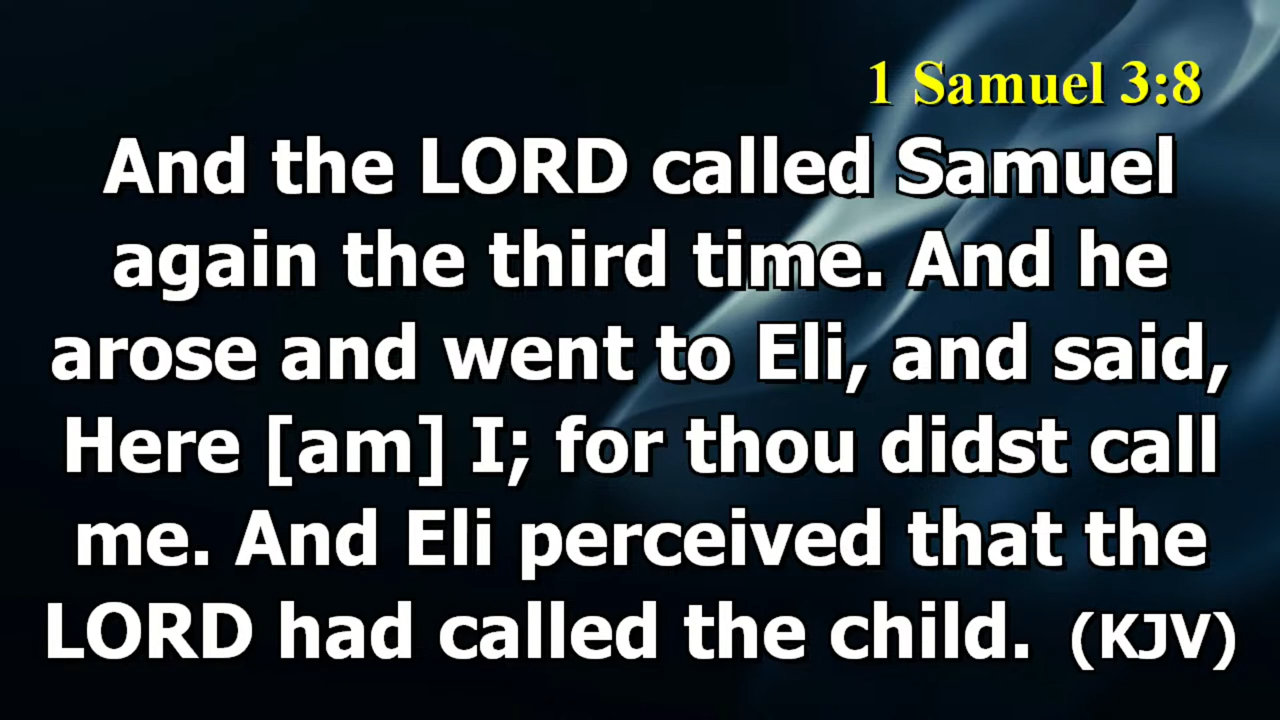 1 Samuel 3:8
And the LORD called Samuel
again the third time. And he
arose and went to Eli, and said,
Here [am] I; for thou didst call
me. And Eli perceived that the
LORD had called the child. (KJV)